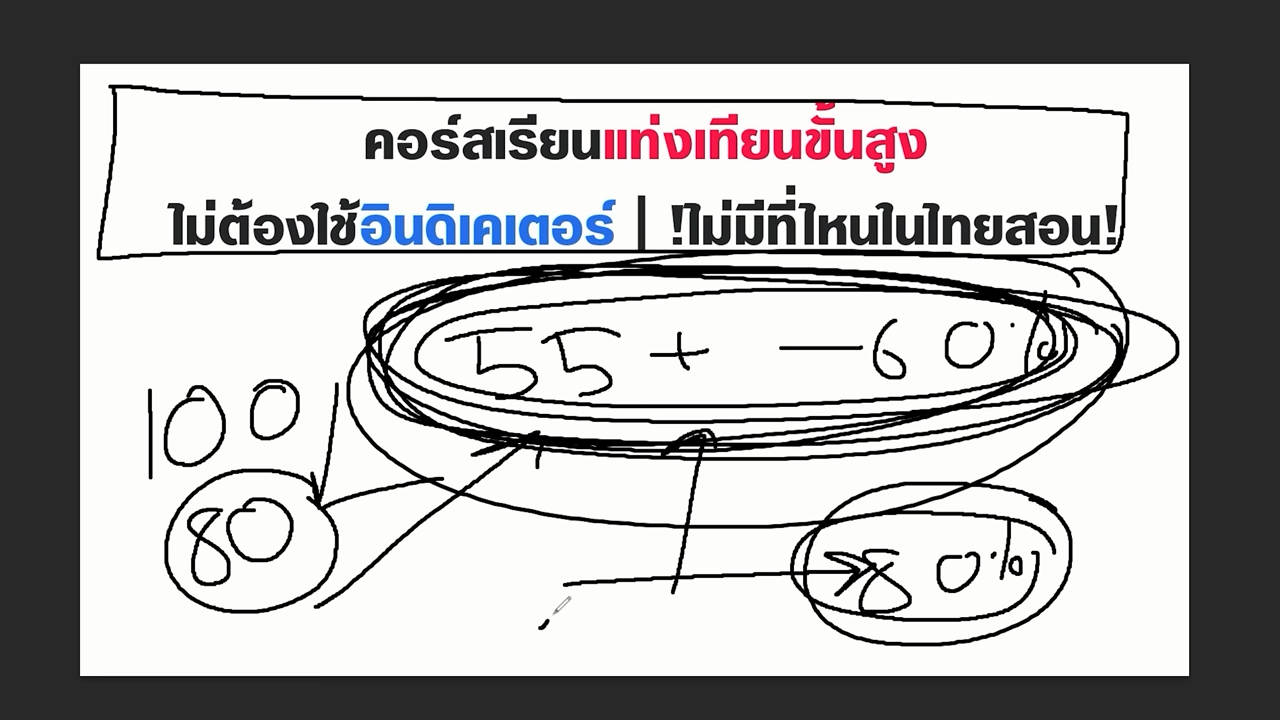 คอร์สเรียนแท่งเทียนขั้นสูง
ไม่ต้องใช้อินดิเคเตอร์ | !ไม่มีที่ไหนในไทยสอน!
55 + - 60%
100
80
80%